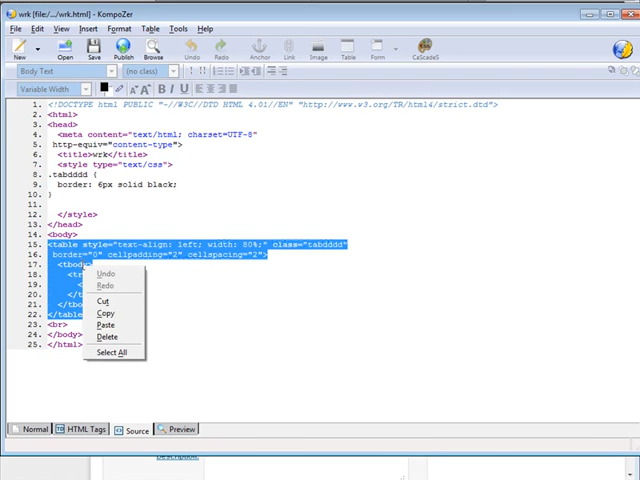 wrk [file:/.../wrk.html] - KompoZer
File Edit View Insert Format Table Tools Help
New Open Save Publish Browse Undo Redo Anchor Link Image Table Form CaScadeS
Body Text (no class)
Variable Width
1. <!DOCTYPE html PUBLIC "-//W3C//DTD HTML 4.01//EN" "http://www.w3.org/TR/html4/strict.dtd">
2. <html>
3. <head>
4. <meta content="text/html; charset=UTF-8"
5. http-equiv="content-type">
6. <title>wrk</title>
7. <style type="text/css">
8. .tabdddd {
9. border: 6px solid black;
10. }
11.
12. </style>
13. </head>
14. <body>
15. <table style="text-align: left; width: 80%;" class="tabdddd"
16. border="0" cellpadding="2" cellspacing="2">
17. <tbody>
18. <tr
19. <
20. </t
21. </tbo
22. </table
23. <br>
24. </body>
25. </html>
Undo
Redo
Cut
Copy
Paste
Delete
Select All
Normal HTML Tags Source Preview
Description: